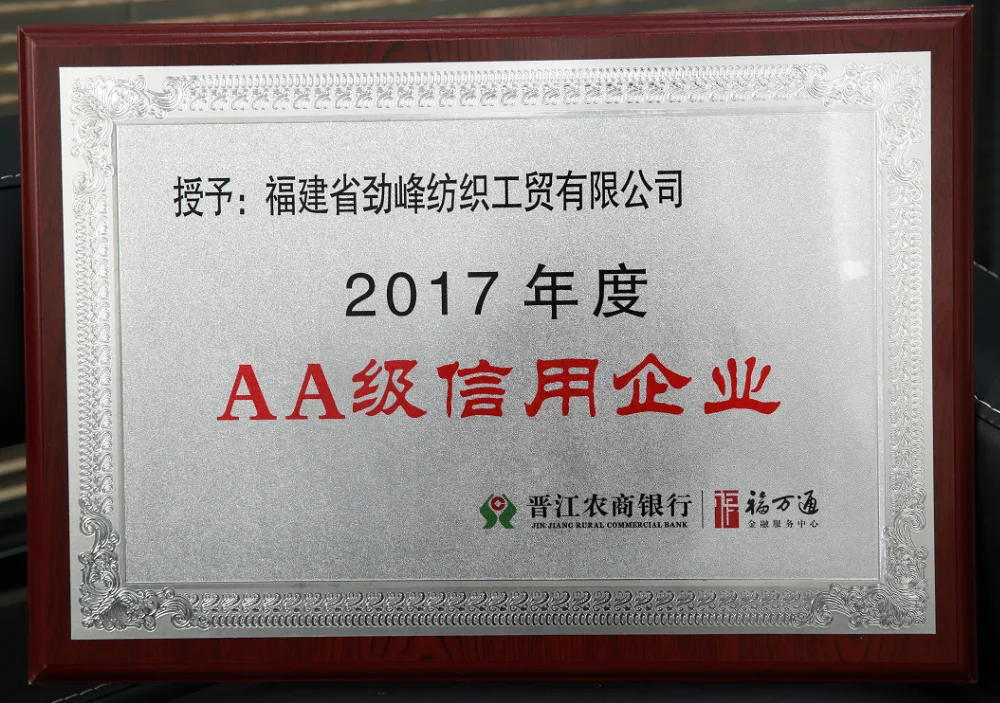 授予：福建省劲峰纺织工贸有限公司
2017 年度
AA级信用企业
晋江农商银行 福 福万通
JIN JIANG RURAL COMMERCIAL BANK 金融服务中心